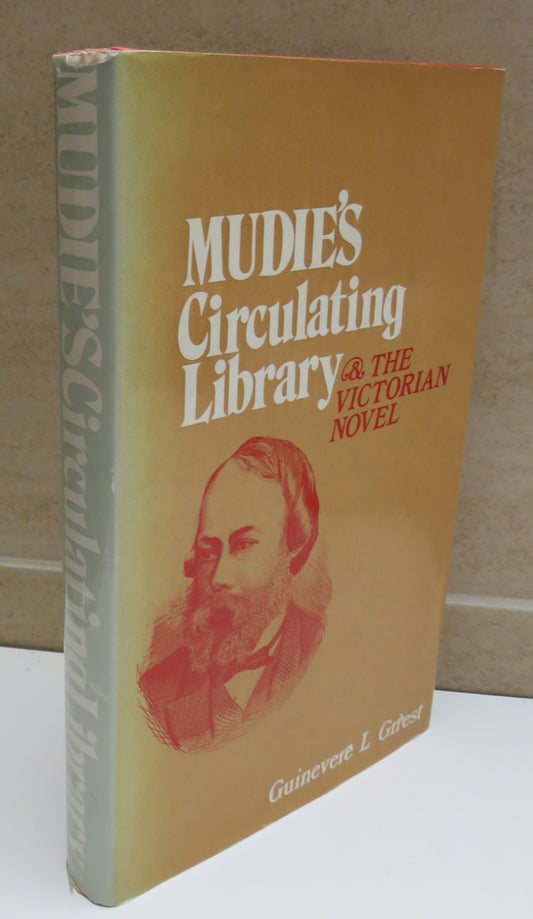 MUDIE'S Circulating Library
MUDIE'S
Circulating
Library
& THE
VICTORIAN
NOVEL
Guinevere L Griest